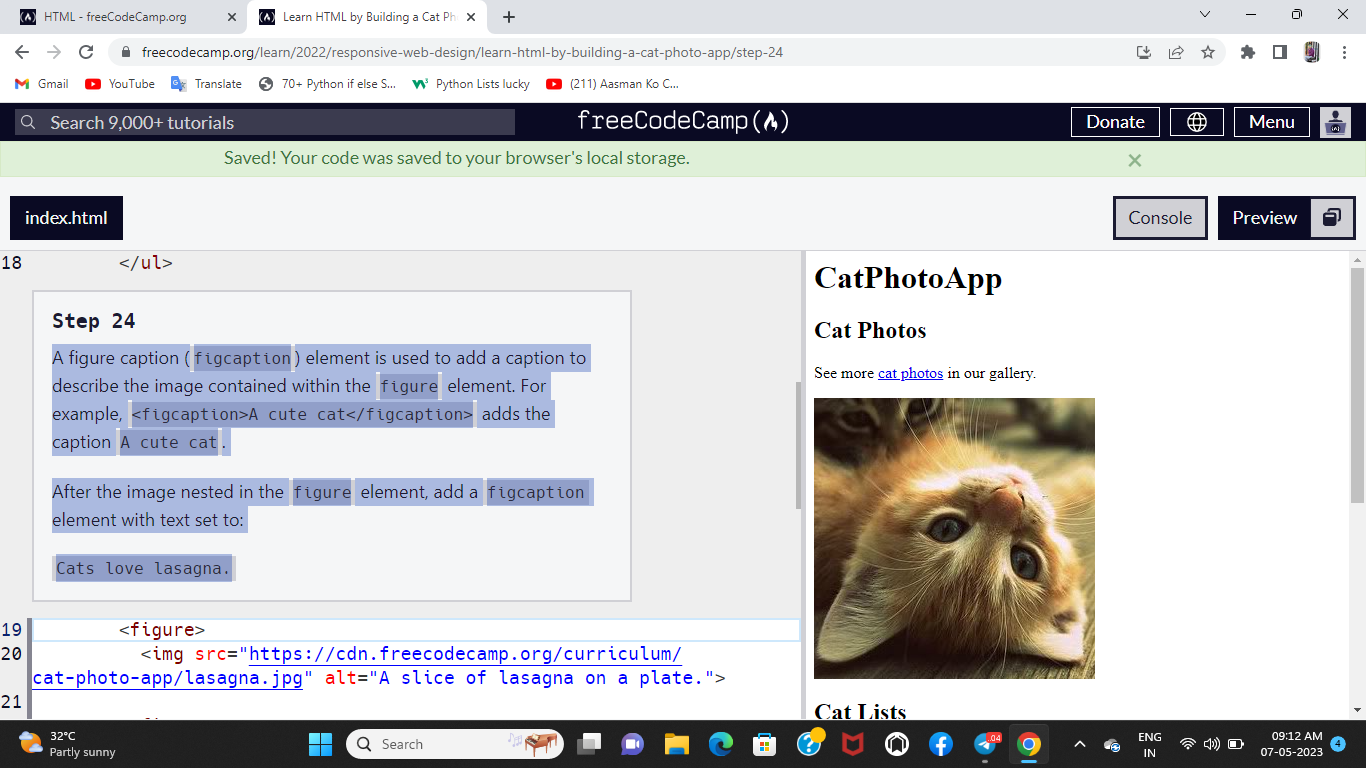 HTML - freeCodeCamp.org
Learn HTML by Building a Cat Ph
freecodecamp.org/learn/2022/responsive-web-design/learn-html-by-building-a-cat-photo-app/step-24
Gmail YouTube Translate 70+ Python if else S... Python Lists lucky (211) Aasman Ko C...
Search 9,000+ tutorials freeCodeCamp Donate Menu
Saved! Your code was saved to your browser's local storage.
index.html Console Preview
18 </ul>
Step 24
A figure caption ( figcaption ) element is used to add a caption to
describe the image contained within the figure element. For
example, <figcaption>A cute cat</figcaption> adds the
caption A cute cat .
After the image nested in the figure element, add a figcaption
element with text set to:
Cats love lasagna.
19 <figure>
20 <img src="https://cdn.freecodecamp.org/curriculum/
cat-photo-app/lasagna.jpg" alt="A slice of lasagna on a plate.">
21
CatPhotoApp
Cat Photos
See more cat photos in our gallery.
Cat Lists
32°C
Partly sunny
Search
.04
ENG
IN
09:12 AM
07-05-2023
4